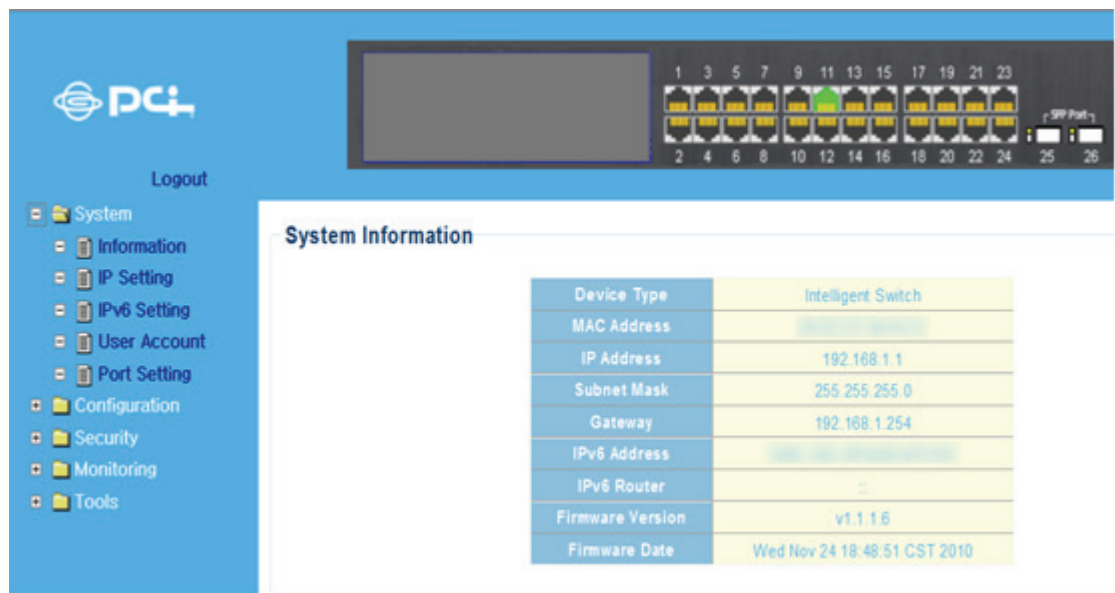 PCi
1 3 5 7 9 11 13 15 17 19 21 23
SFP Port
2 4 6 8 10 12 14 16 18 20 22 24 25 26
Logout
System
Information
IP Setting
IPv6 Setting
User Account
Port Setting
Configuration
Security
Monitoring
Tools
System Information
Device Type Intelligent Switch
MAC Address
IP Address 192.168.1.1
Subnet Mask 255.255.255.0
Gateway 192.168.1.254
IPv6 Address
IPv6 Router ::
Firmware Version v1.1.1.6
Firmware Date Wed Nov 24 18:48:51 CST 2010